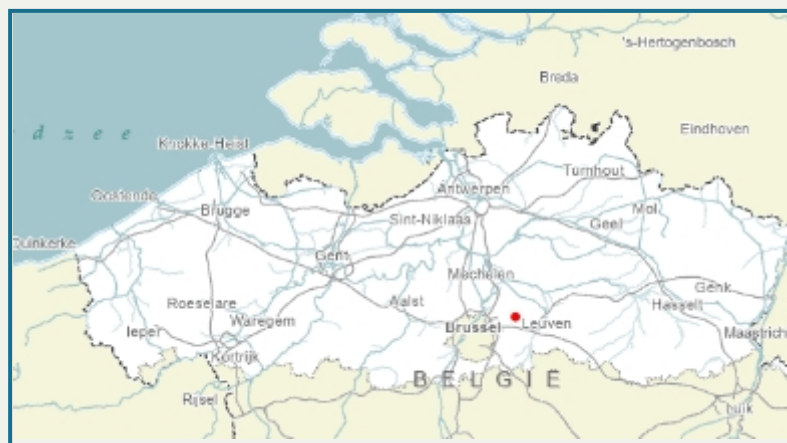 's-Hertogenbosch
Breda
Eindhoven
d z e e
Knokke-Heist
Turnhout
Oostende
Antwerpen
Brugge
Mol
Sint-Niklaas
Geel
Duinkerke
Gent
Mechelen
Genk
Roeselare
Aalst
Hasselt
Ieper
Waregem
Brussel
Leuven
Maastrich
Kortrijk
BELGIË
Rijsel
Luik